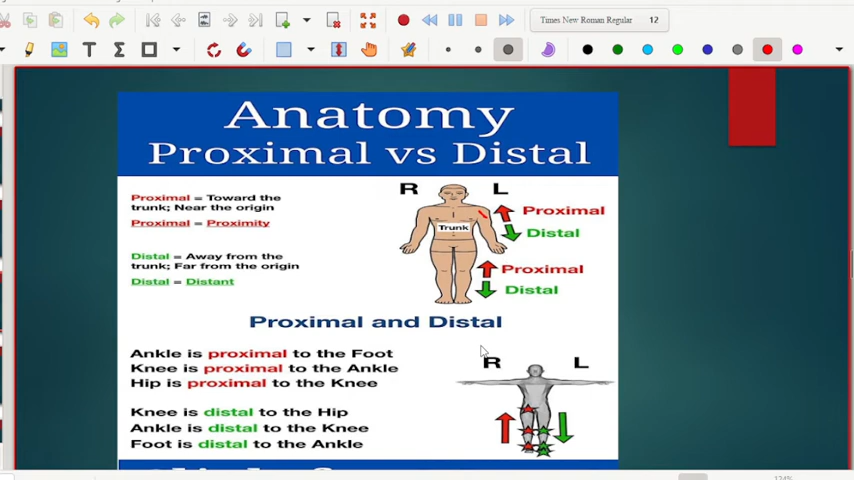 Times New Roman Regular 12
Anatomy
Proximal vs Distal
Proximal = Toward the
trunk; Near the origin
Proximal = Proximity
Distal = Away from the
trunk; Far from the origin
Distal = Distant
R L
Trunk
Proximal
Distal
Proximal
Distal
Proximal and Distal
Ankle is proximal to the Foot
Knee is proximal to the Ankle
Hip is proximal to the Knee
Knee is distal to the Hip
Ankle is distal to the Knee
Foot is distal to the Ankle
R L